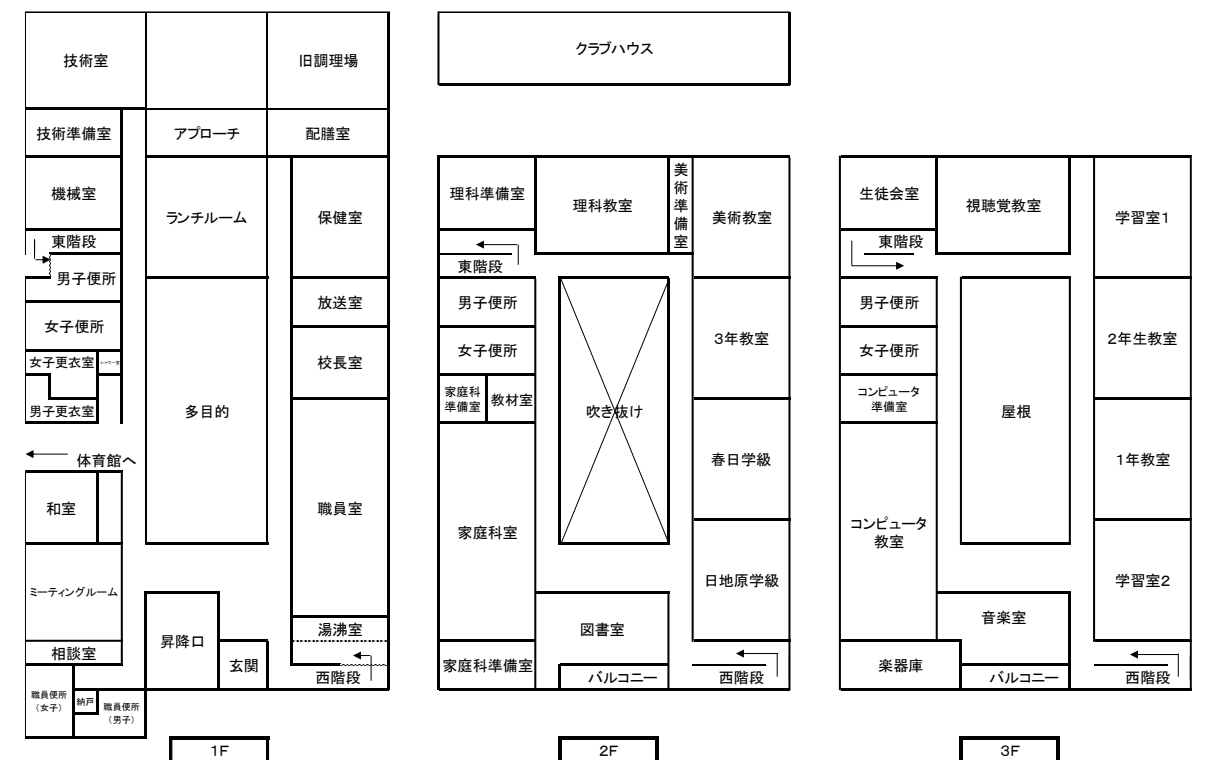 技術室
旧調理場
技術準備室
アプローチ
配膳室
機械室
ランチルーム
保健室
東階段
男子便所
放送室
女子便所
校長室
女子更衣室
シャワー室
多目的
男子更衣室
体育館へ
和室
職員室
ミーティングルーム
昇降口
湯沸室
相談室
玄関
西階段
職員便所
(女子)
納戸
職員便所
(男子)
1F
クラブハウス
理科準備室
理科教室
美術準備室
美術教室
東階段
男子便所
3年教室
女子便所
家庭科
準備室
教材室
吹き抜け
春日学級
家庭科室
日地原学級
図書室
家庭科準備室
バルコニー
西階段
2F
生徒会室
視聴覚教室
学習室1
東階段
男子便所
2年生教室
女子便所
コンピュータ
準備室
屋根
1年教室
コンピュータ
教室
学習室2
音楽室
楽器庫
バルコニー
西階段
3F